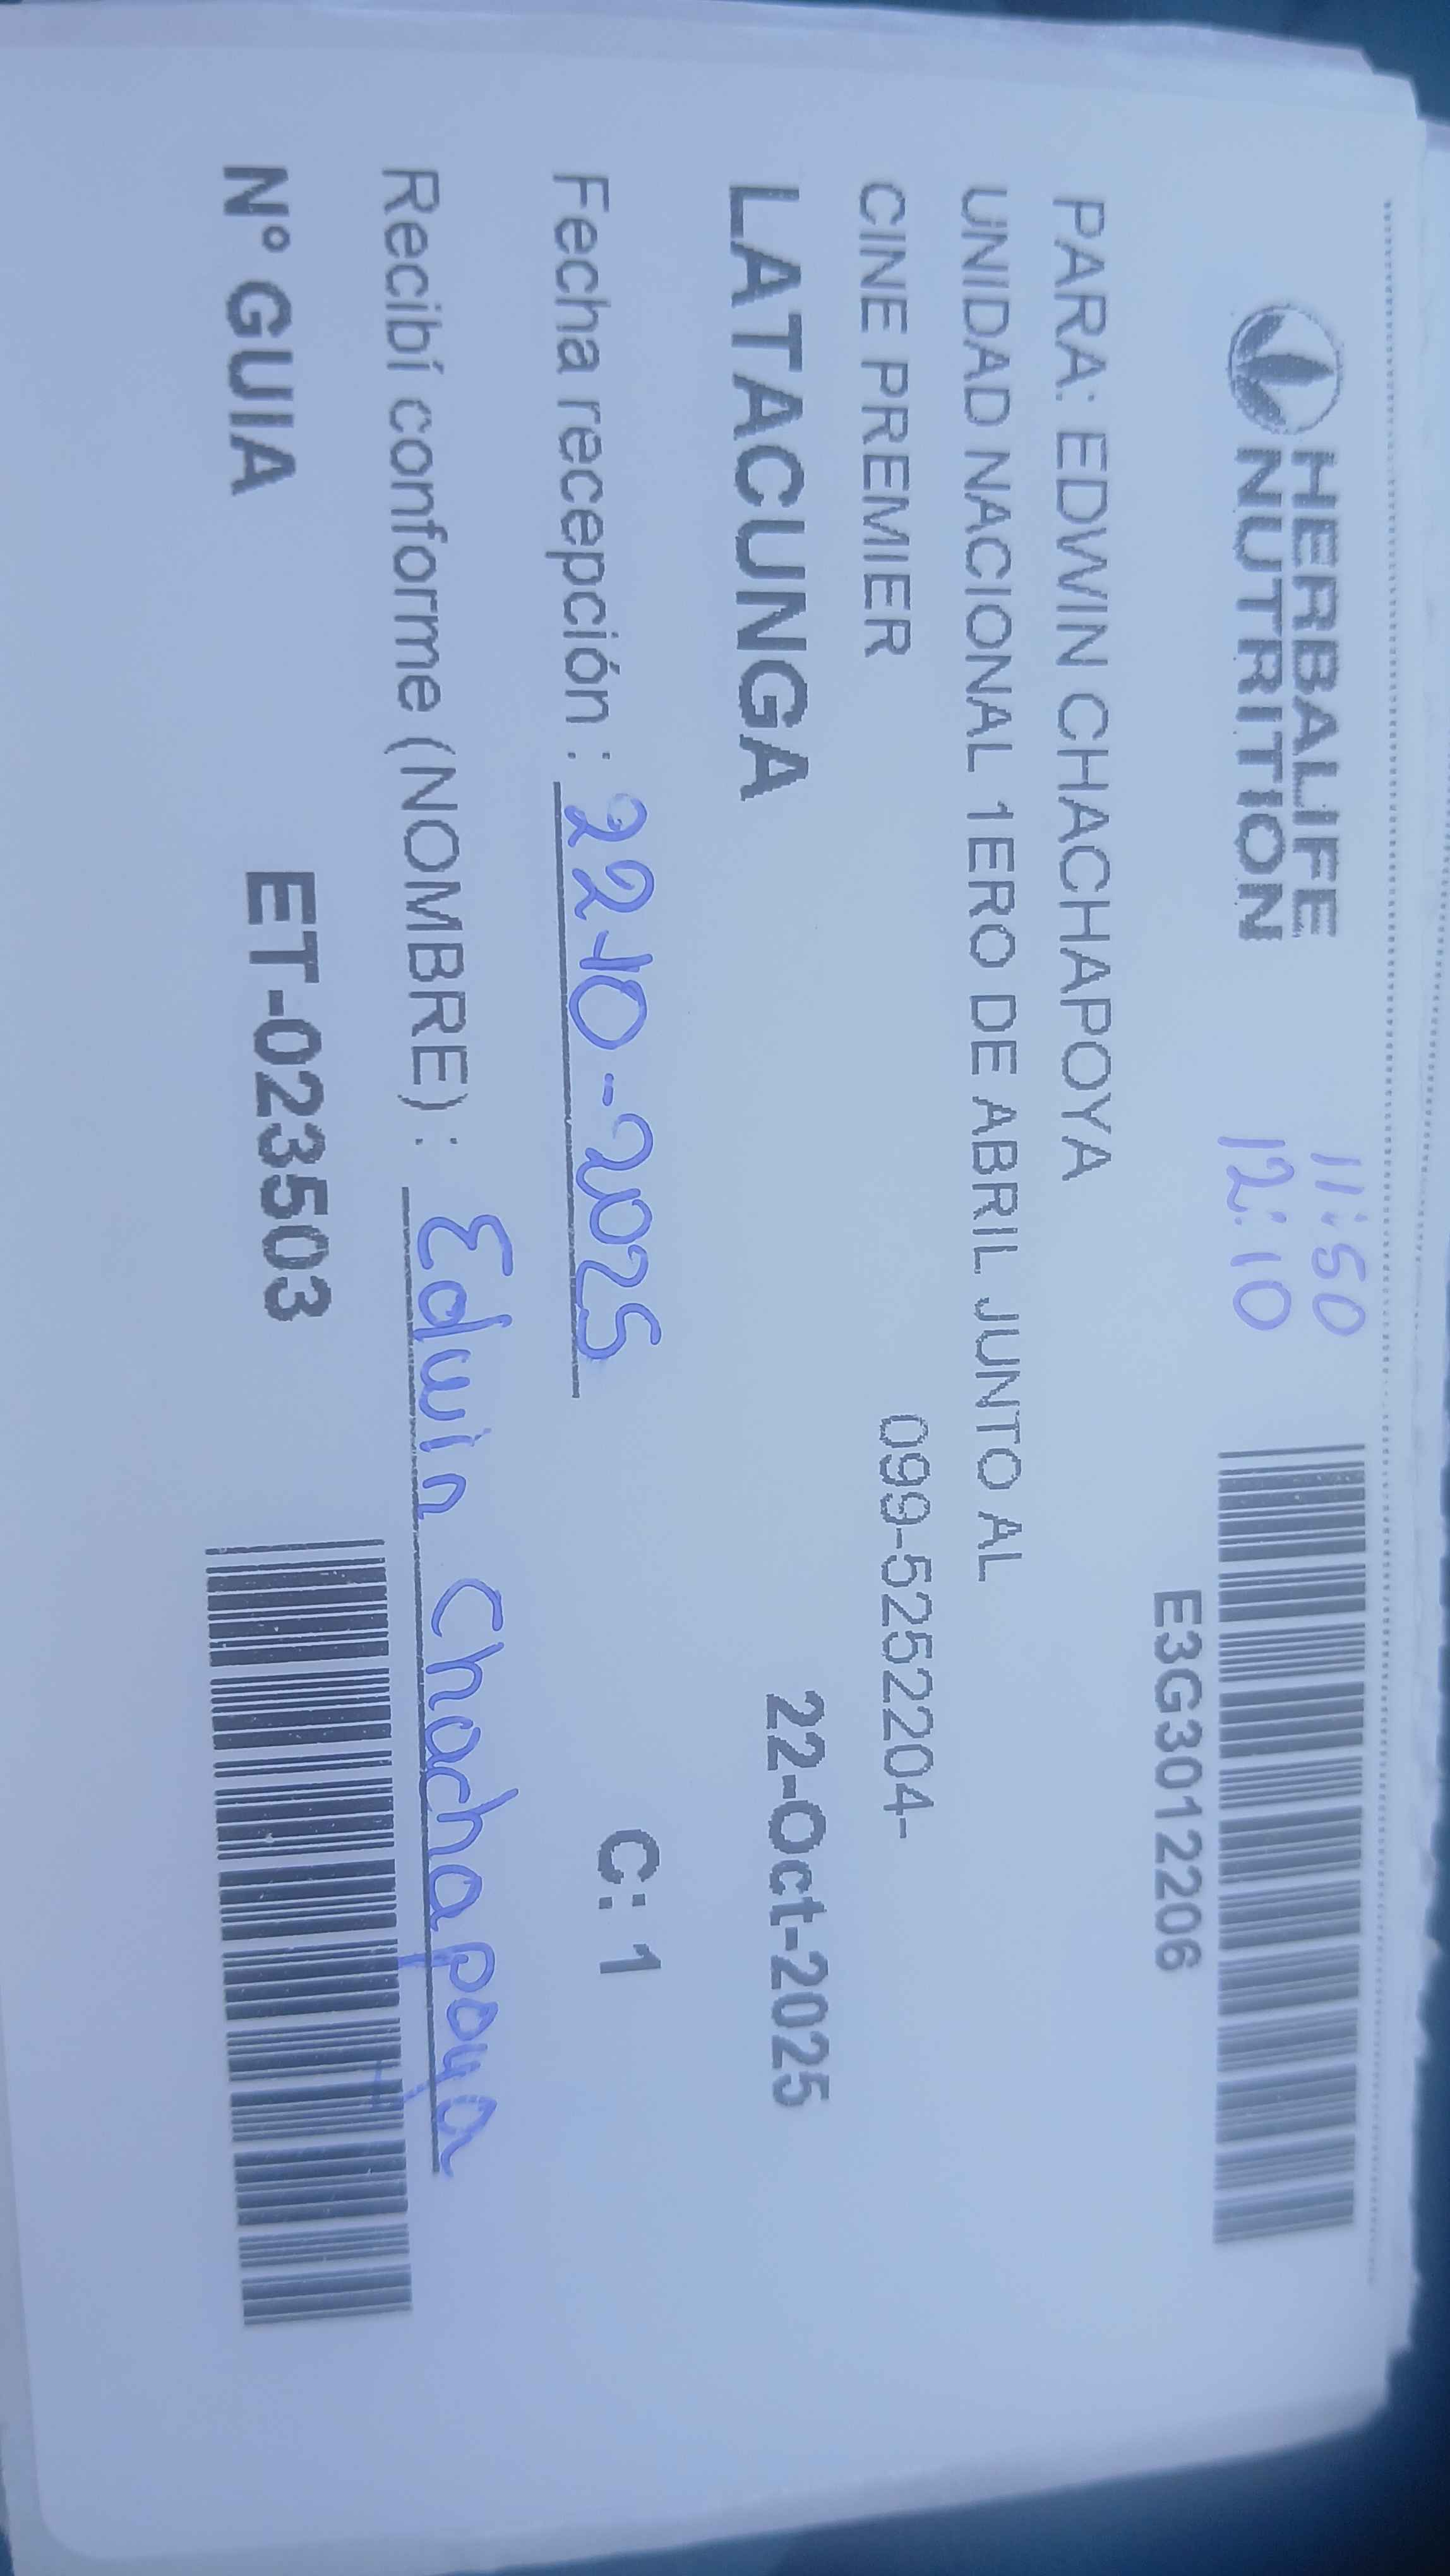 HERBALIFE
NUTRITION
11:50
12:10
E3G3012206
PARA: EDWIN CHACHAPOYA
UNIDAD NACIONAL 1ERO DE ABRIL JUNTO AL
CINE PREMIER
099-5252204-
LATACUNGA 22-Oct-2025
Fecha recepción : 22-10-2025 C: 1
Recibí conforme (NOMBRE) : Edwin Chachapoya
N° GUIA ET-023503